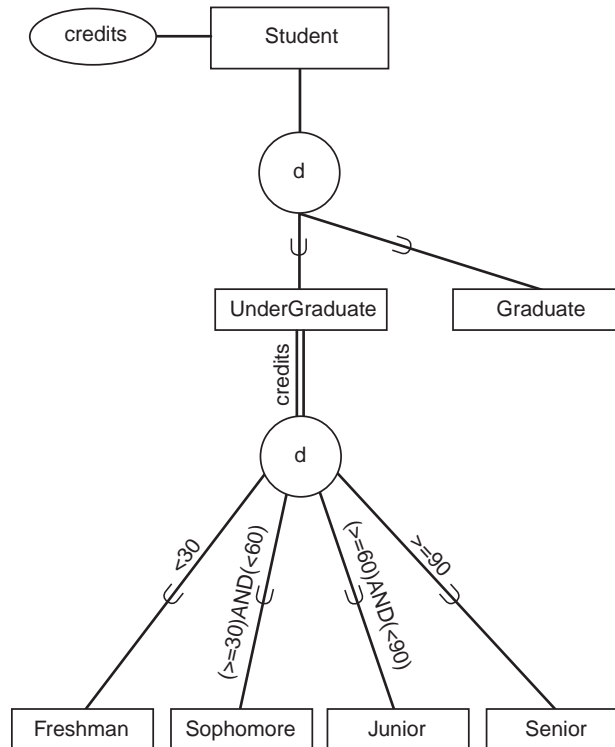 credits
Student
d
UnderGraduate
Graduate
credits
d
<30
(>=30)AND(<60)
(>=60)AND(<90)
>=90
Freshman
Sophomore
Junior
Senior